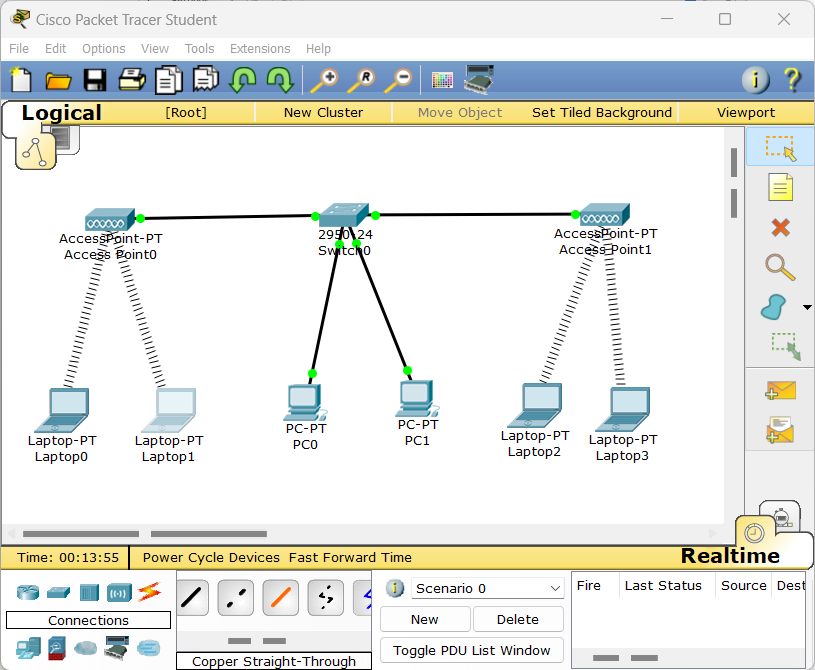 Cisco Packet Tracer Student
File Edit Options View Tools Extensions Help
Logical [Root] New Cluster Move Object Set Tiled Background Viewport
AccessPoint-PT
Access Point0
2950-24
Switch0
AccessPoint-PT
Access Point1
Laptop-PT
Laptop0
Laptop-PT
Laptop1
PC-PT
PC0
PC-PT
PC1
Laptop-PT
Laptop2
Laptop-PT
Laptop3
Time: 00:13:55 Power Cycle Devices Fast Forward Time Realtime
Connections
Copper Straight-Through
Scenario 0
New Delete
Toggle PDU List Window
Fire Last Status Source Dest